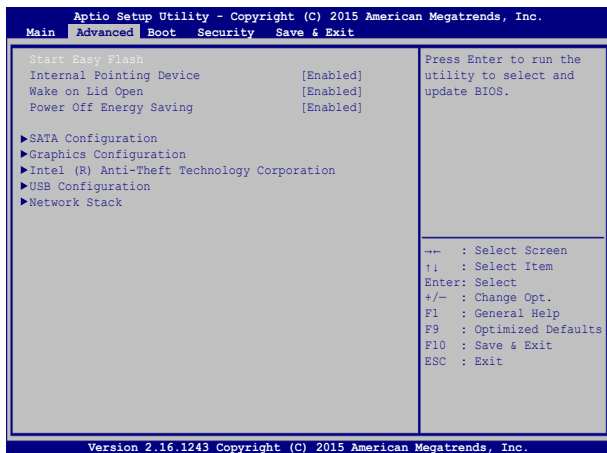 Aptio Setup Utility - Copyright (C) 2015 American Megatrends, Inc.
Main Advanced Boot Security Save & Exit
Start Easy Flash
Internal Pointing Device [Enabled]
Wake on Lid Open [Enabled]
Power Off Energy Saving [Enabled]
▶SATA Configuration
▶Graphics Configuration
▶Intel (R) Anti-Theft Technology Corporation
▶USB Configuration
▶Network Stack
Press Enter to run the
utility to select and
update BIOS.
→← : Select Screen
↑↓ : Select Item
Enter: Select
+/— : Change Opt.
F1 : General Help
F9 : Optimized Defaults
F10 : Save & Exit
ESC : Exit
Version 2.16.1243 Copyright (C) 2015 American Megatrends, Inc.